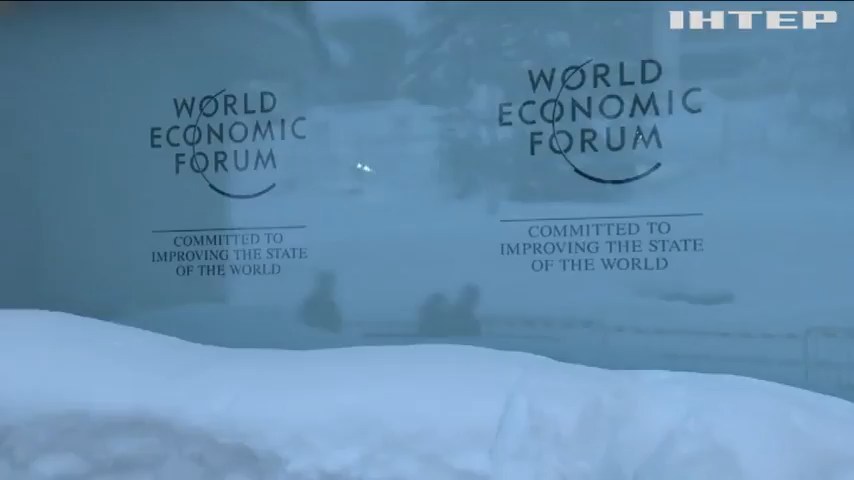 ІНТЕР
WORLD
ECONOMIC
FORUM
COMMITTED TO
IMPROVING THE STATE
OF THE WORLD
WORLD
ECONOMIC
FORUM
COMMITTED TO
IMPROVING THE STATE
OF THE WORLD